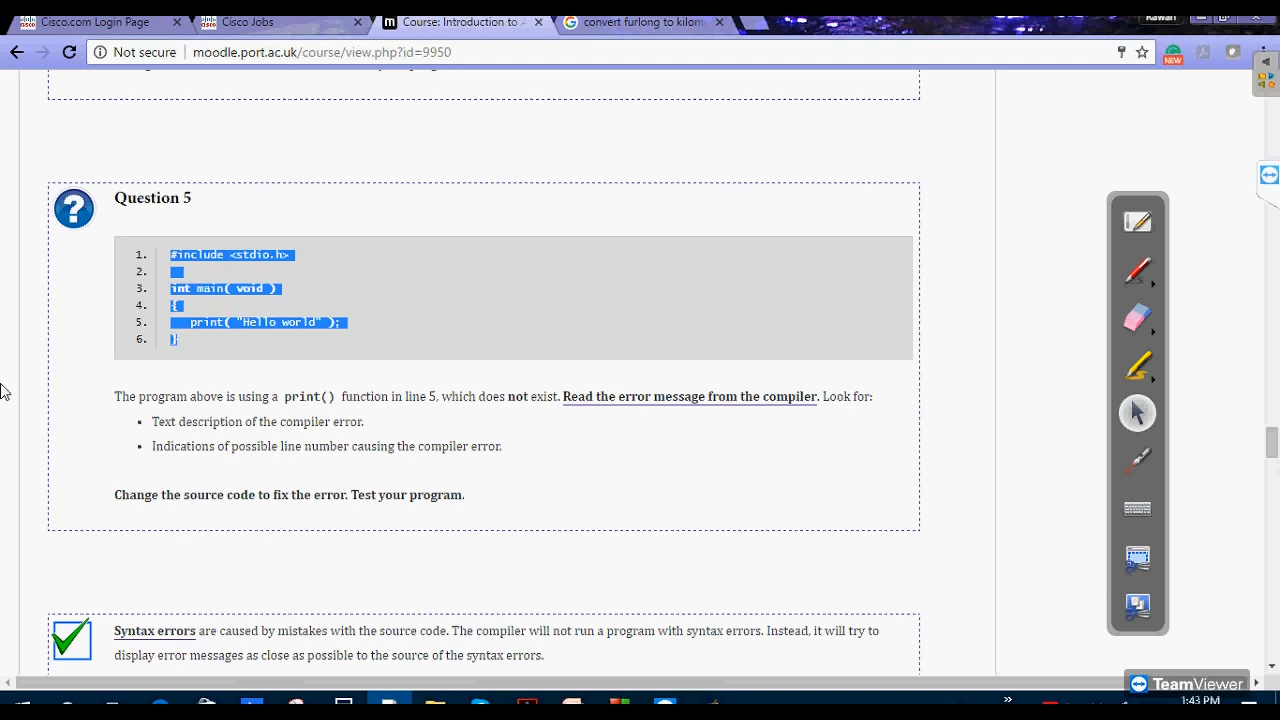 Cisco.com Login Page
Cisco Jobs
Course: Introduction to A
convert furlong to kilom
Rawan
Not secure
moodle.port.ac.uk/course/view.php?id=9950
NEW
Question 5
1. #include <stdio.h>
2.
3. int main( void )
4. {
5. print( "Hello world" );
6. }
The program above is using a print() function in line 5, which does not exist. Read the error message from the compiler. Look for:
• Text description of the compiler error.
• Indications of possible line number causing the compiler error.
Change the source code to fix the error. Test your program.
Syntax errors are caused by mistakes with the source code. The compiler will not run a program with syntax errors. Instead, it will try to
display error messages as close as possible to the source of the syntax errors.
TeamViewer
1:43 PM